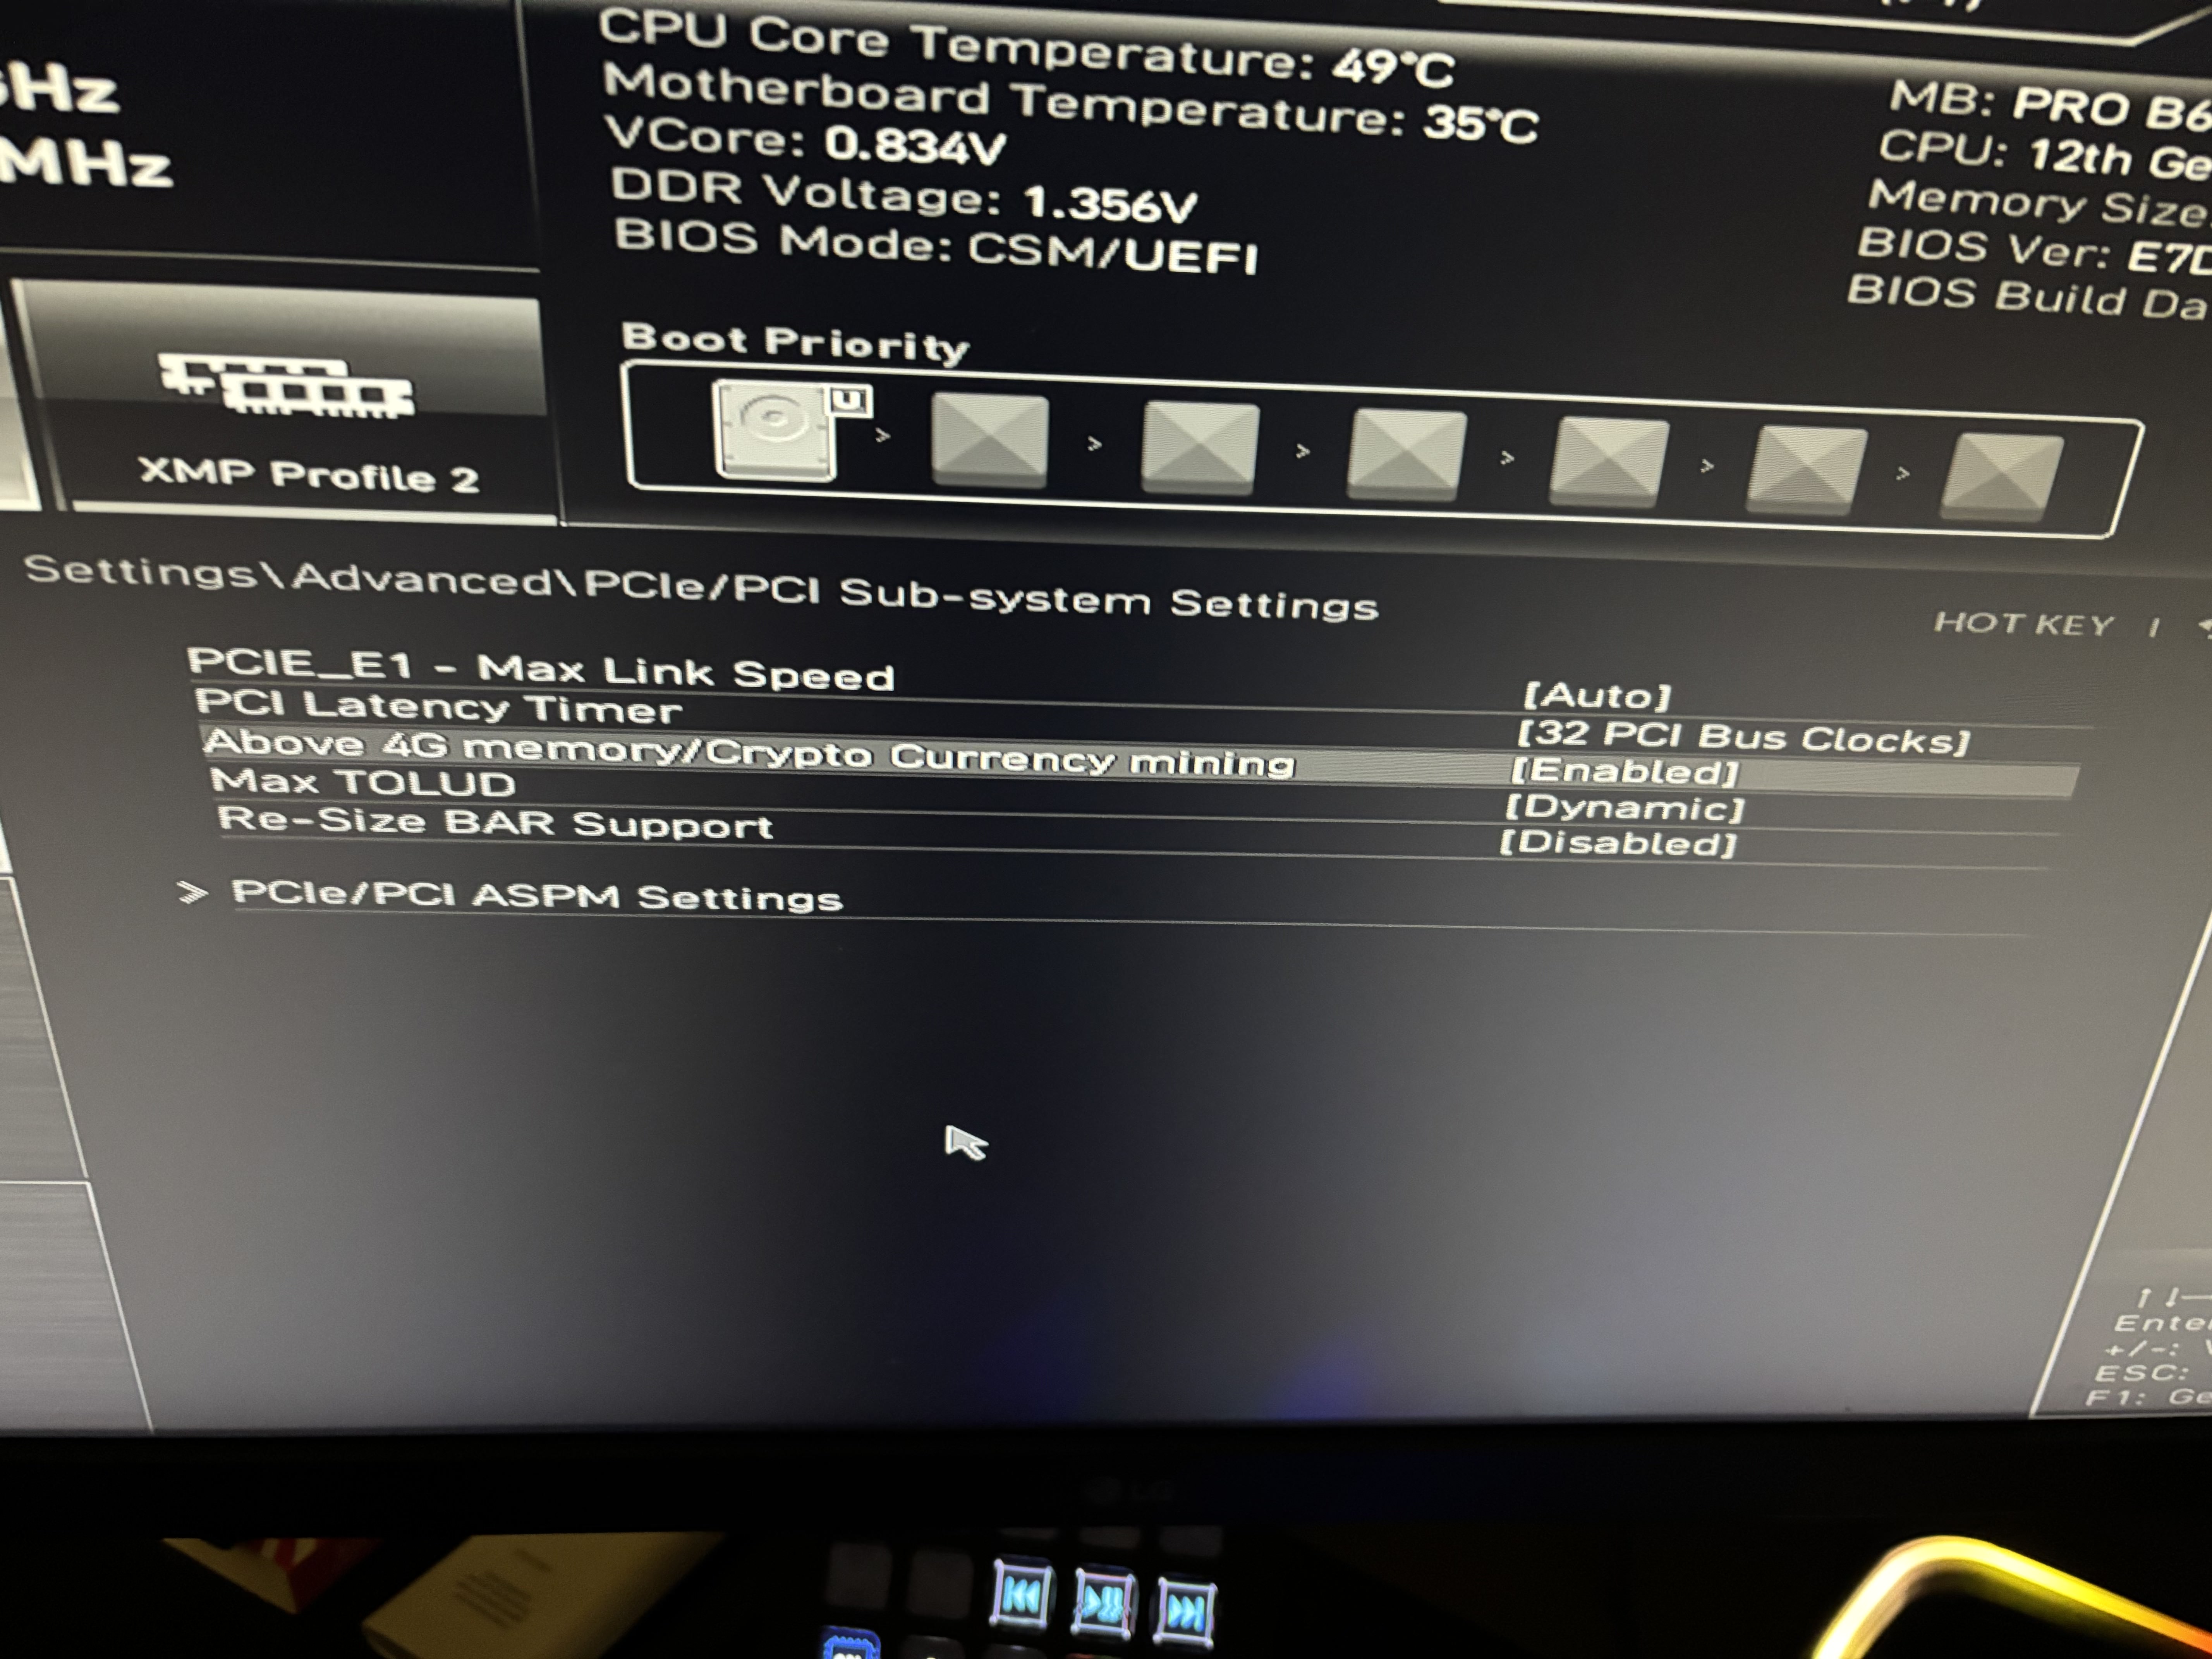 CPU Core Temperature: 49°C
Motherboard Temperature: 35°C
VCore: 0.834V
DDR Voltage: 1.356V
BIOS Mode: CSM/UEFI
Hz
MHz
MB: PRO B6
CPU: 12th Ge
Memory Size
BIOS Ver: E7D
BIOS Build Da
XMP Profile 2
Boot Priority
U
Settings\Advanced\PCIe/PCI Sub-system Settings
HOT KEY |
PCIE_E1 - Max Link Speed [Auto]
PCI Latency Timer [32 PCI Bus Clocks]
Above 4G memory/Crypto Currency mining [Enabled]
Max TOLUD [Dynamic]
Re-Size BAR Support [Disabled]
> PCIe/PCI ASPM Settings
Ente
+/-: V
ESC:
F1: Ge
LG